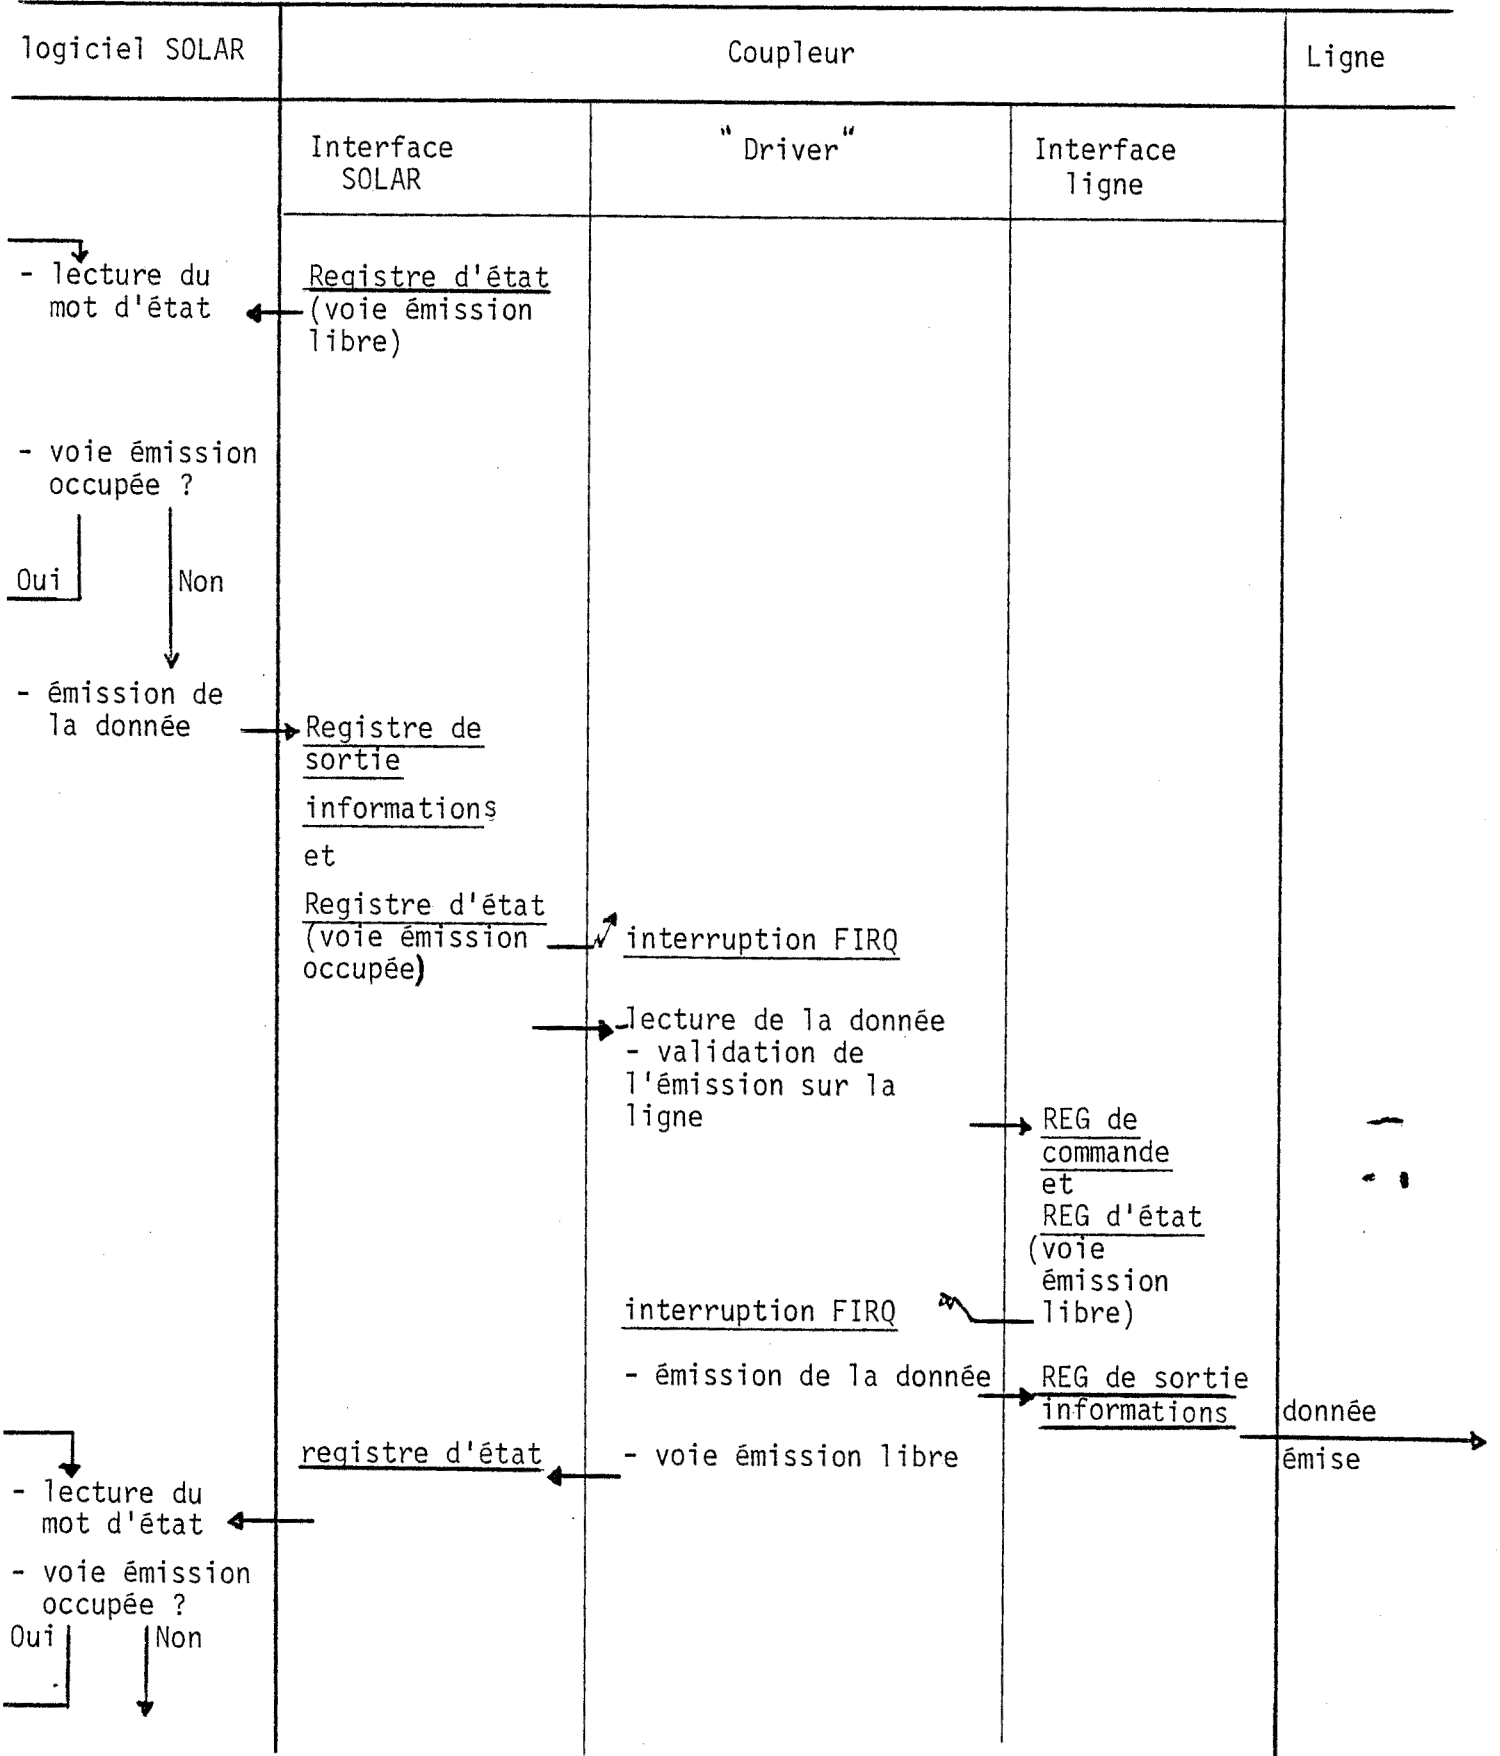 logiciel SOLAR
Coupleur
Ligne
Interface
SOLAR
"Driver"
Interface
ligne
- lecture du
mot d'état
Registre d'état
(voie émission
libre)
- voie émission
occupée ?
Oui
Non
- émission de
la donnée
Registre de
sortie
informations
et
Registre d'état
(voie émission
occupée)
interruption FIRQ
-lecture de la donnée
- validation de
l'émission sur la
ligne
REG de
commande
et
REG d'état
(voie
émission
libre)
interruption FIRQ
- émission de la donnée
REG de sortie
informations
donnée
émise
registre d'état
- voie émission libre
- lecture du
mot d'état
- voie émission
occupée ?
Oui
Non